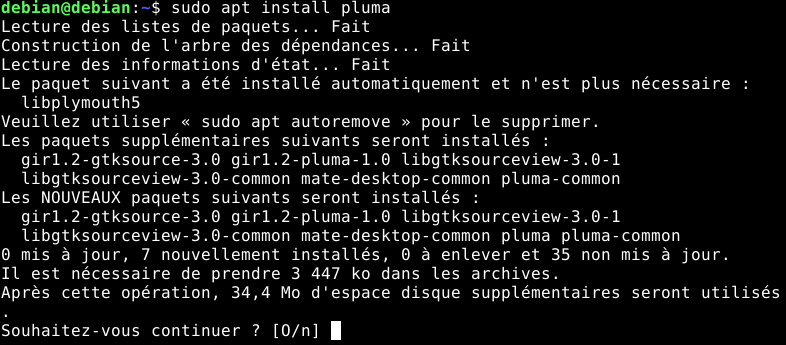 debian@debian:~$ sudo apt install pluma
Lecture des listes de paquets... Fait
Construction de l'arbre des dépendances... Fait
Lecture des informations d'état... Fait
Le paquet suivant a été installé automatiquement et n'est plus nécessaire :
  libplymouth5
Veuillez utiliser « sudo apt autoremove » pour le supprimer.
Les paquets supplémentaires suivants seront installés :
  gir1.2-gtksource-3.0 gir1.2-pluma-1.0 libgtksourceview-3.0-1
  libgtksourceview-3.0-common mate-desktop-common pluma-common
Les NOUVEAUX paquets suivants seront installés :
  gir1.2-gtksource-3.0 gir1.2-pluma-1.0 libgtksourceview-3.0-1
  libgtksourceview-3.0-common mate-desktop-common pluma pluma-common
0 mis à jour, 7 nouvellement installés, 0 à enlever et 35 non mis à jour.
Il est nécessaire de prendre 3 447 ko dans les archives.
Après cette opération, 34,4 Mo d'espace disque supplémentaires seront utilisés
.
Souhaitez-vous continuer ? [O/n]